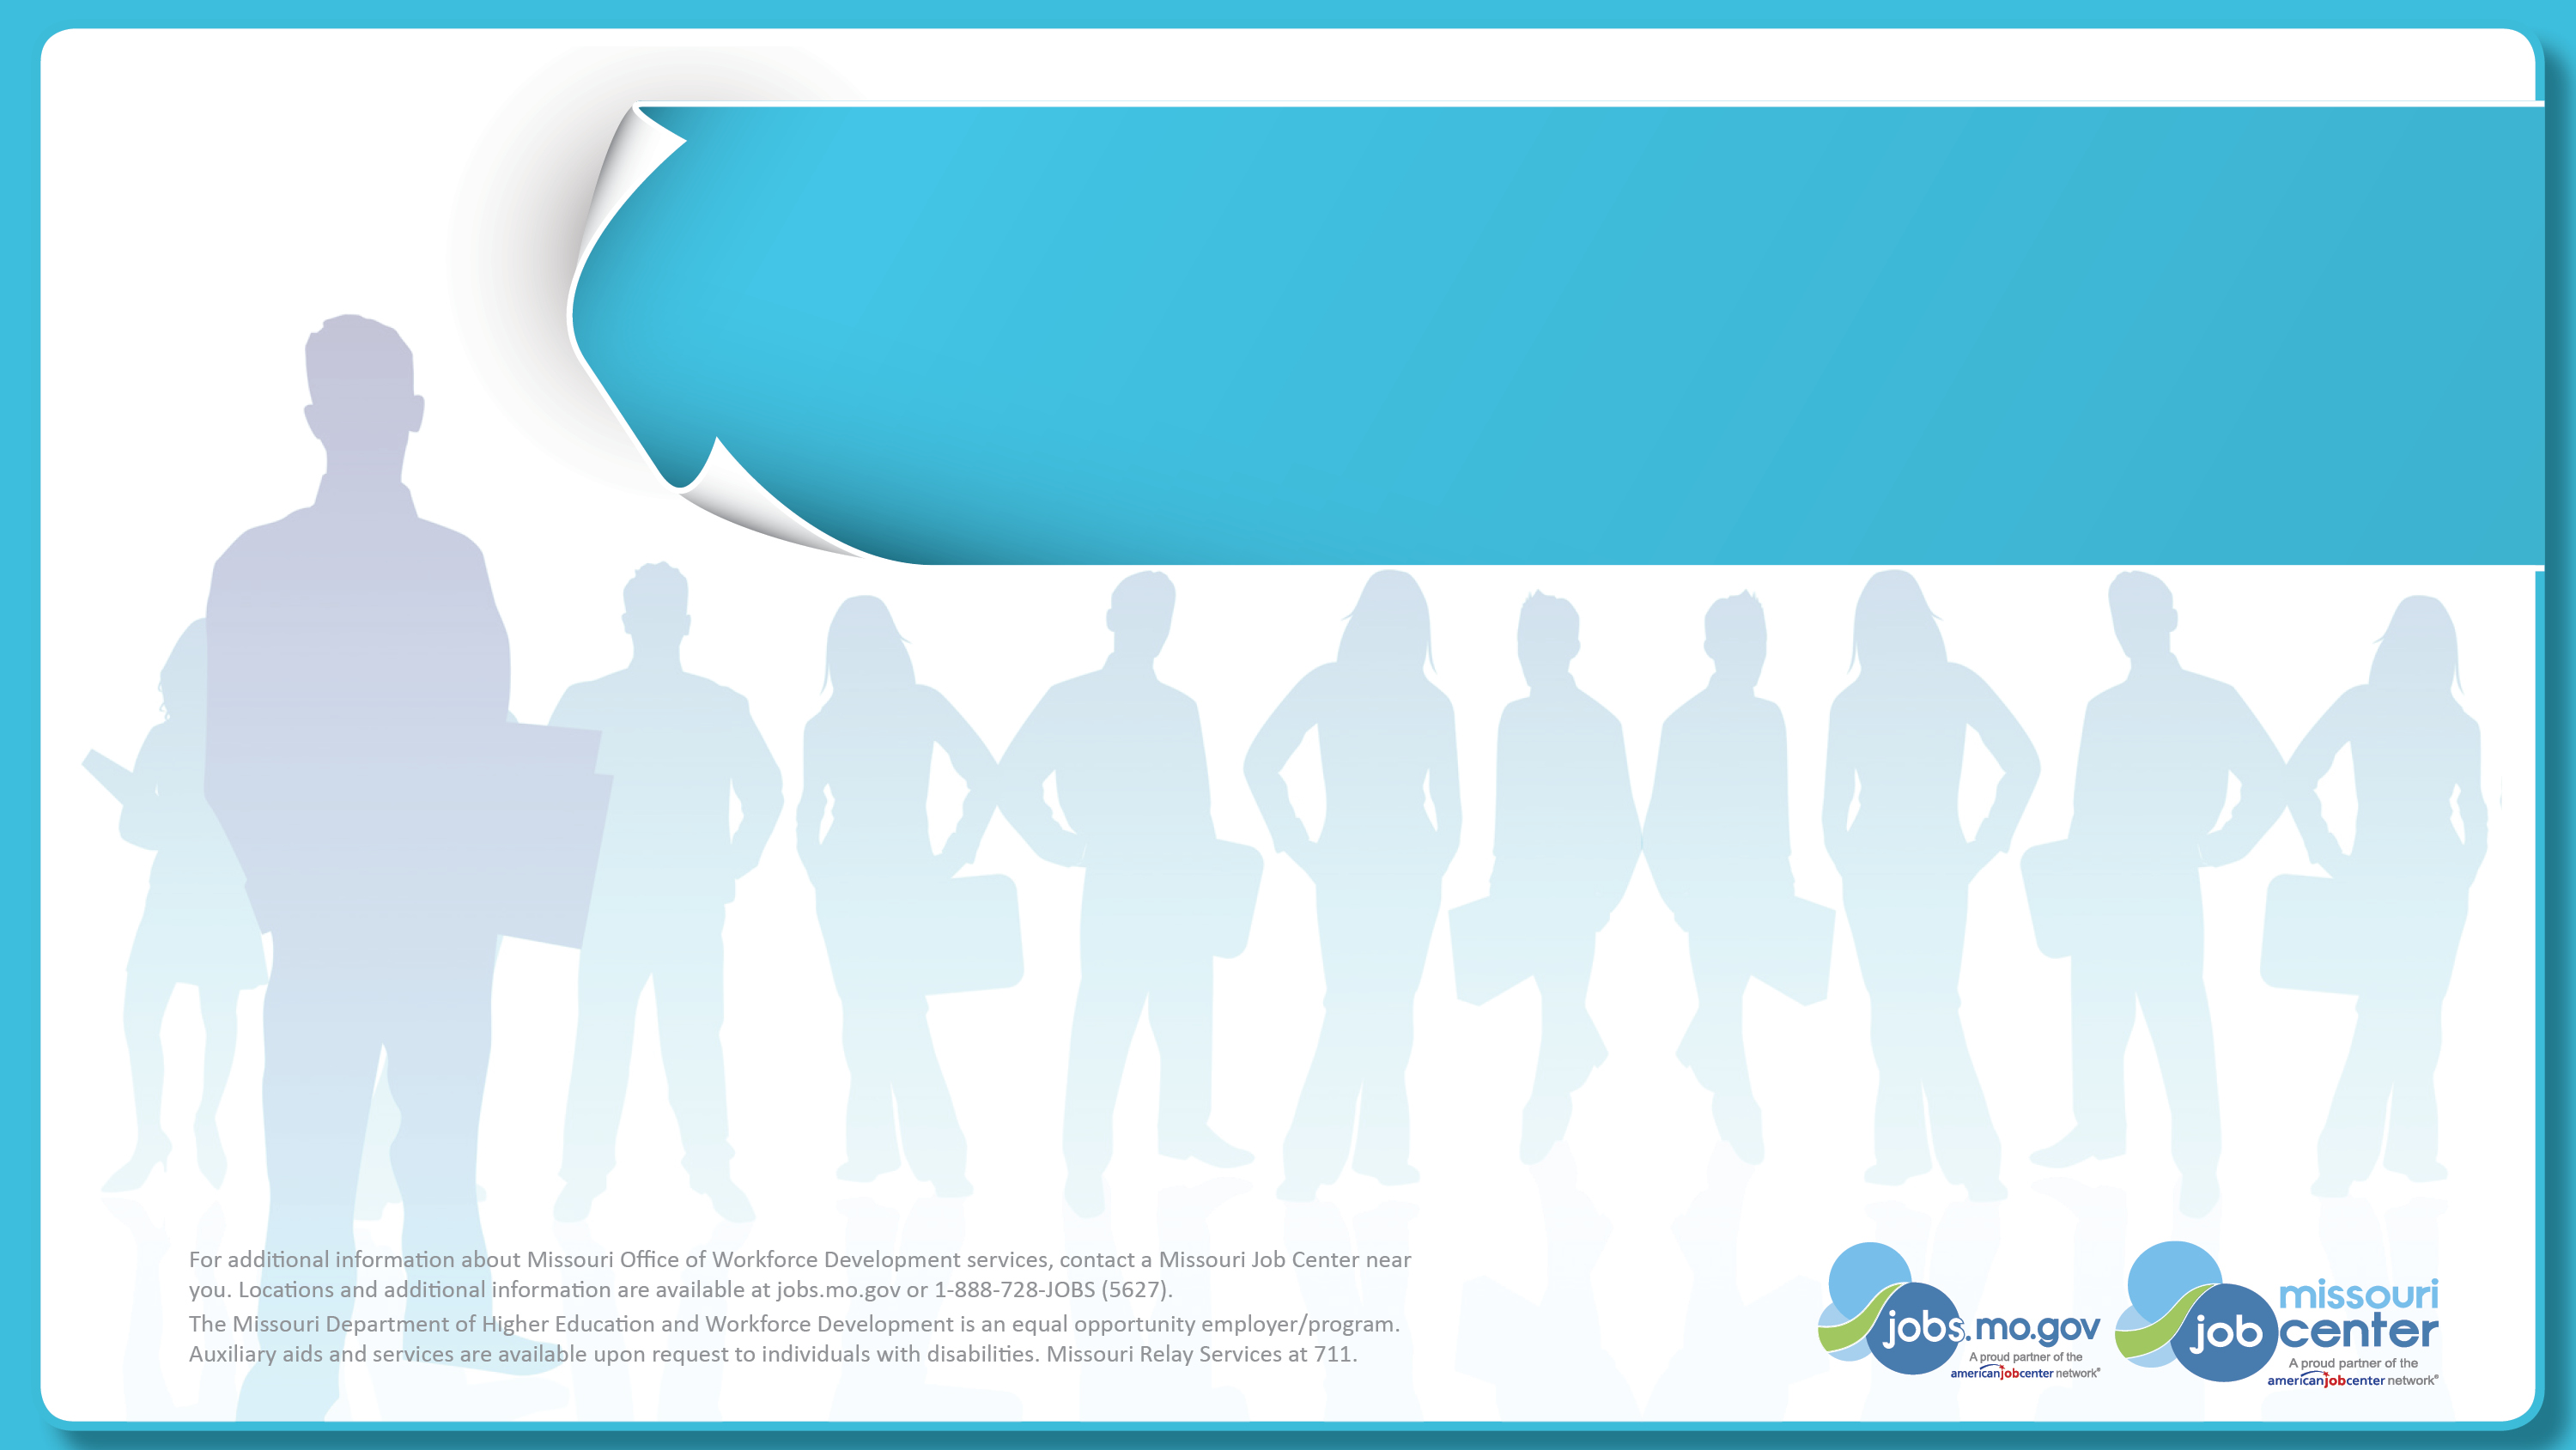 For additional information about Missouri Office of Workforce Development services, contact a Missouri Job Center near
you. Locations and additional information are available at jobs.mo.gov or 1-888-728-JOBS (5627).
The Missouri Department of Higher Education and Workforce Development is an equal opportunity employer/program.
Auxiliary aids and services are available upon request to individuals with disabilities. Missouri Relay Services at 711.
jobs.mo.gov
A proud partner of the
americanjobcenter network®
missouri
job center
A proud partner of the
americanjobcenter network®